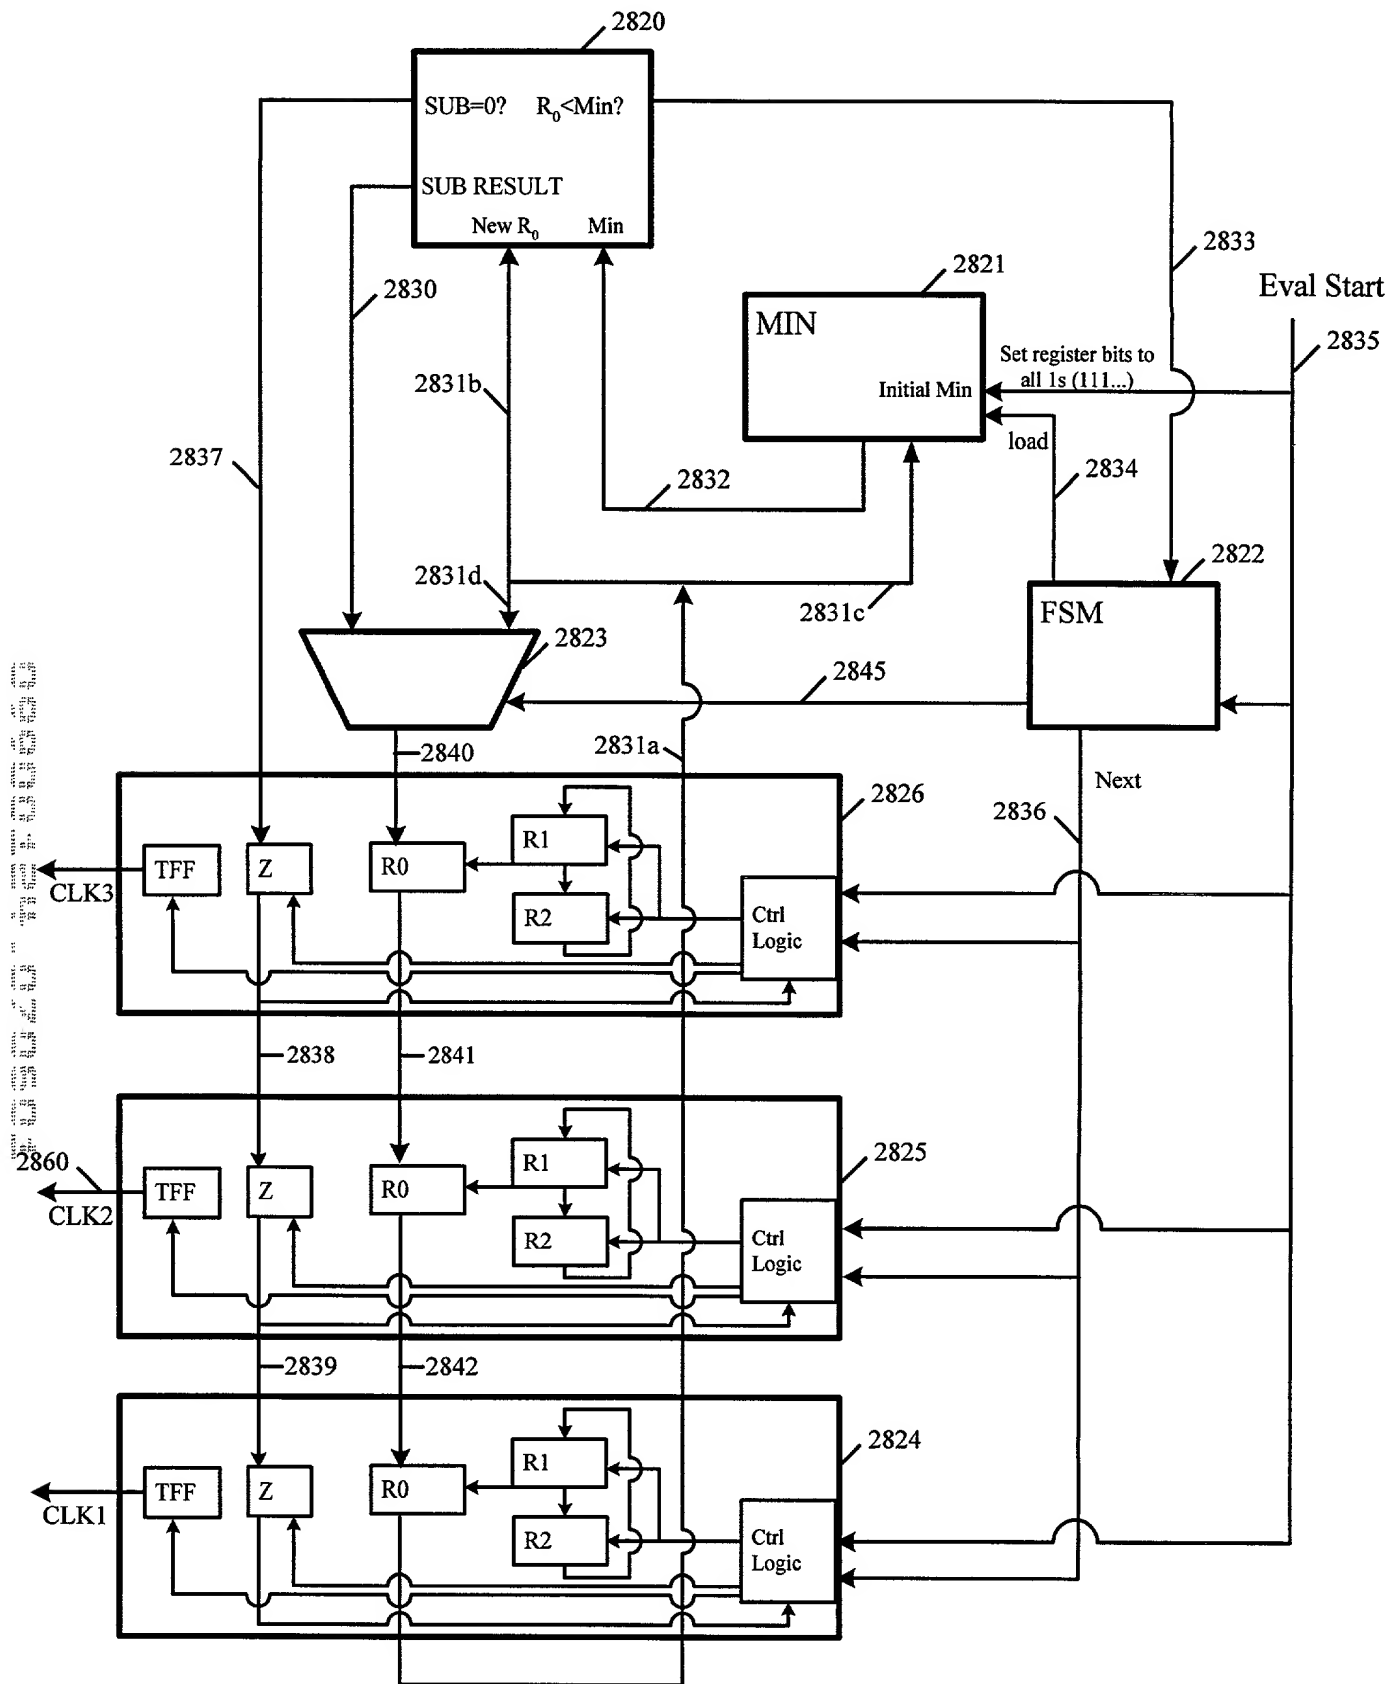 2820
SUB=0? R0<Min?
SUB RESULT
New R0 Min
2833
2821
Eval Start
2830
MIN
2835
Set register bits to
all 1s (111...)
Initial Min
2831b
load
2837
2832
2834
2822
2831d
2831c
FSM
2823
2845
2831a
2840
Next
2826
2836
R1
TFF
Z
R0
CLK3
R2
Ctrl
Logic
2838
2841
R1
2825
2860
TFF
Z
R0
CLK2
R2
Ctrl
Logic
2839
2842
2824
R1
TFF
Z
R0
CLK1
R2
Ctrl
Logic